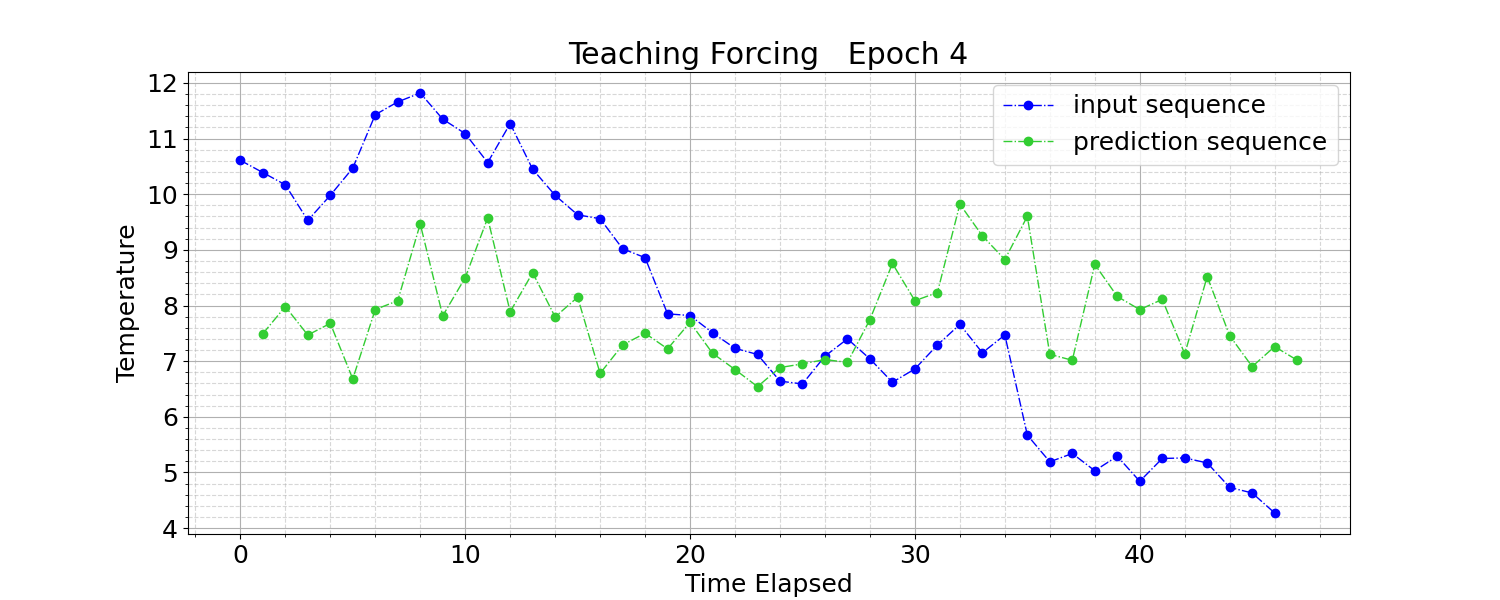 Teaching Forcing   Epoch 4
input sequence
prediction sequence
12
11
10
9
8
7
6
5
4
Temperature
0 10 20 30 40
Time Elapsed